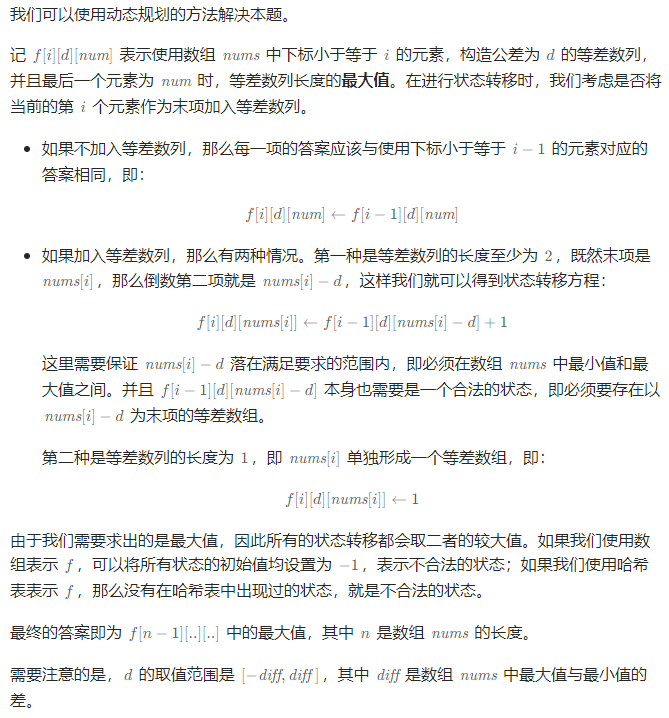 我们可以使用动态规划的方法解决本题。
记 f[i][d][num] 表示使用数组 nums 中下标小于等于 i 的元素，构造公差为 d 的等差数列，
并且最后一个元素为 num 时，等差数列长度的最大值。在进行状态转移时，我们考虑是否将
当前的第 i 个元素作为末项加入等差数列。
• 如果不加入等差数列，那么每一项的答案应该与使用下标小于等于 i − 1 的元素对应的
答案相同，即：
f[i][d][num] ← f[i − 1][d][num]
• 如果加入等差数列，那么有两种情况。第一种是等差数列的长度至少为 2，既然末项是
nums[i]，那么倒数第二项就是 nums[i] − d，这样我们就可以得到状态转移方程：
f[i][d][nums[i]] ← f[i − 1][d][nums[i] − d] + 1
这里需要保证 nums[i] − d 落在满足要求的范围内，即必须在数组 nums 中最小值和最
大值之间。并且 f[i − 1][d][nums[i] − d] 本身也需要是一个合法的状态，即必须要存在以
nums[i] − d 为末项的等差数组。
第二种是等差数列的长度为 1，即 nums[i] 单独形成一个等差数组，即：
f[i][d][nums[i]] ← 1
由于我们需要求出的是最大值，因此所有的状态转移都会取二者的较大值。如果我们使用数
组表示 f，可以将所有状态的初始值均设置为 −1，表示不合法的状态；如果我们使用哈希
表表示 f，那么没有在哈希表中出现过的状态，就是不合法的状态。
最终的答案即为 f[n − 1][..][..] 中的最大值，其中 n 是数组 nums 的长度。
需要注意的是，d 的取值范围是 [−diff, diff]，其中 diff 是数组 nums 中最大值与最小值的
差。